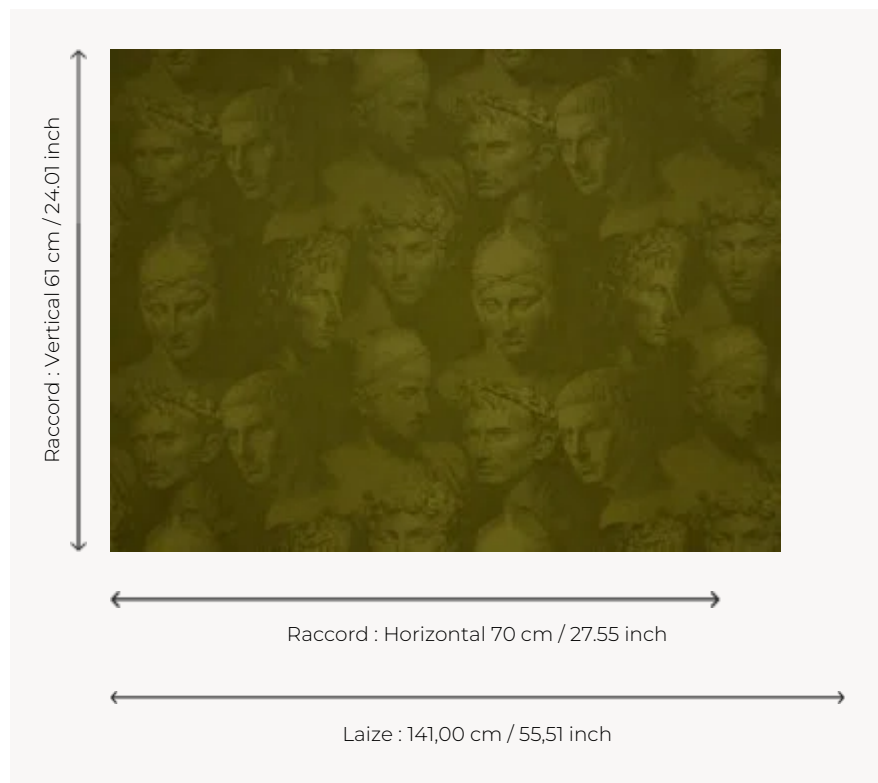 Raccord : Vertical 61 cm / 24.01 inch
Raccord : Horizontal 70 cm / 27.55 inch
Laize : 141,00 cm / 55,51 inch